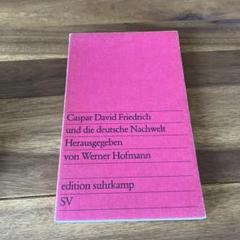 Caspar David Friedrich
und die deutsche Nachwelt
Herausgegeben
von Werner Hofmann
edition suhrkamp
SV